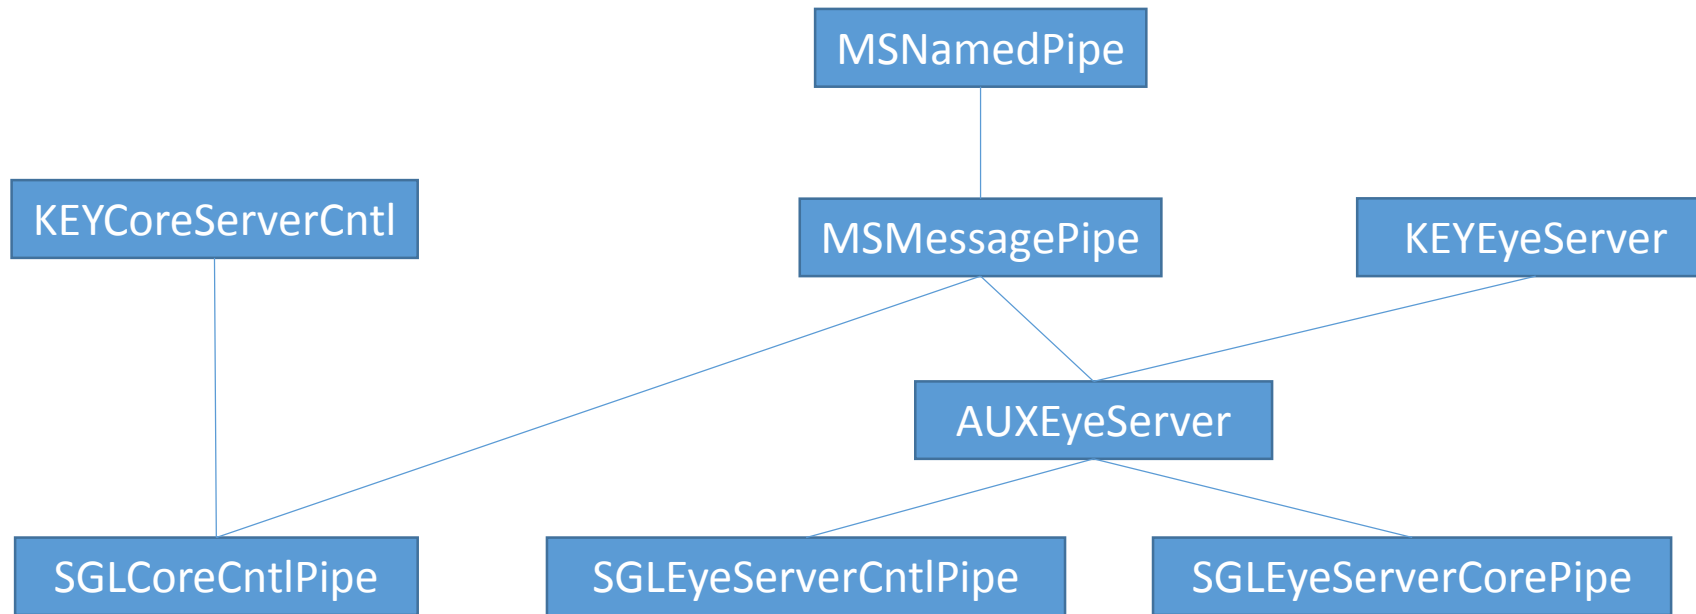 MSNamedPipe
KEYCoreServerCntl
MSMessagePipe
KEYEyeServer
AUXEyeServer
SGLCoreCntlPipe
SGLEyeServerCntlPipe
SGLEyeServerCorePipe